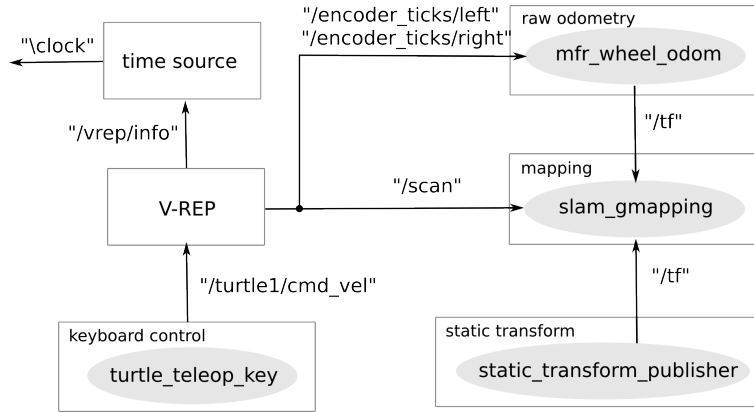 "/encoder_ticks/left"
"/encoder_ticks/right"
raw odometry
mfr_wheel_odom
"\clock"
time source
"/tf"
"/vrep/info"
mapping
"/scan"
V-REP
slam_gmapping
"/turtle1/cmd_vel"
"/tf"
keyboard control
static transform
turtle_teleop_key
static_transform_publisher